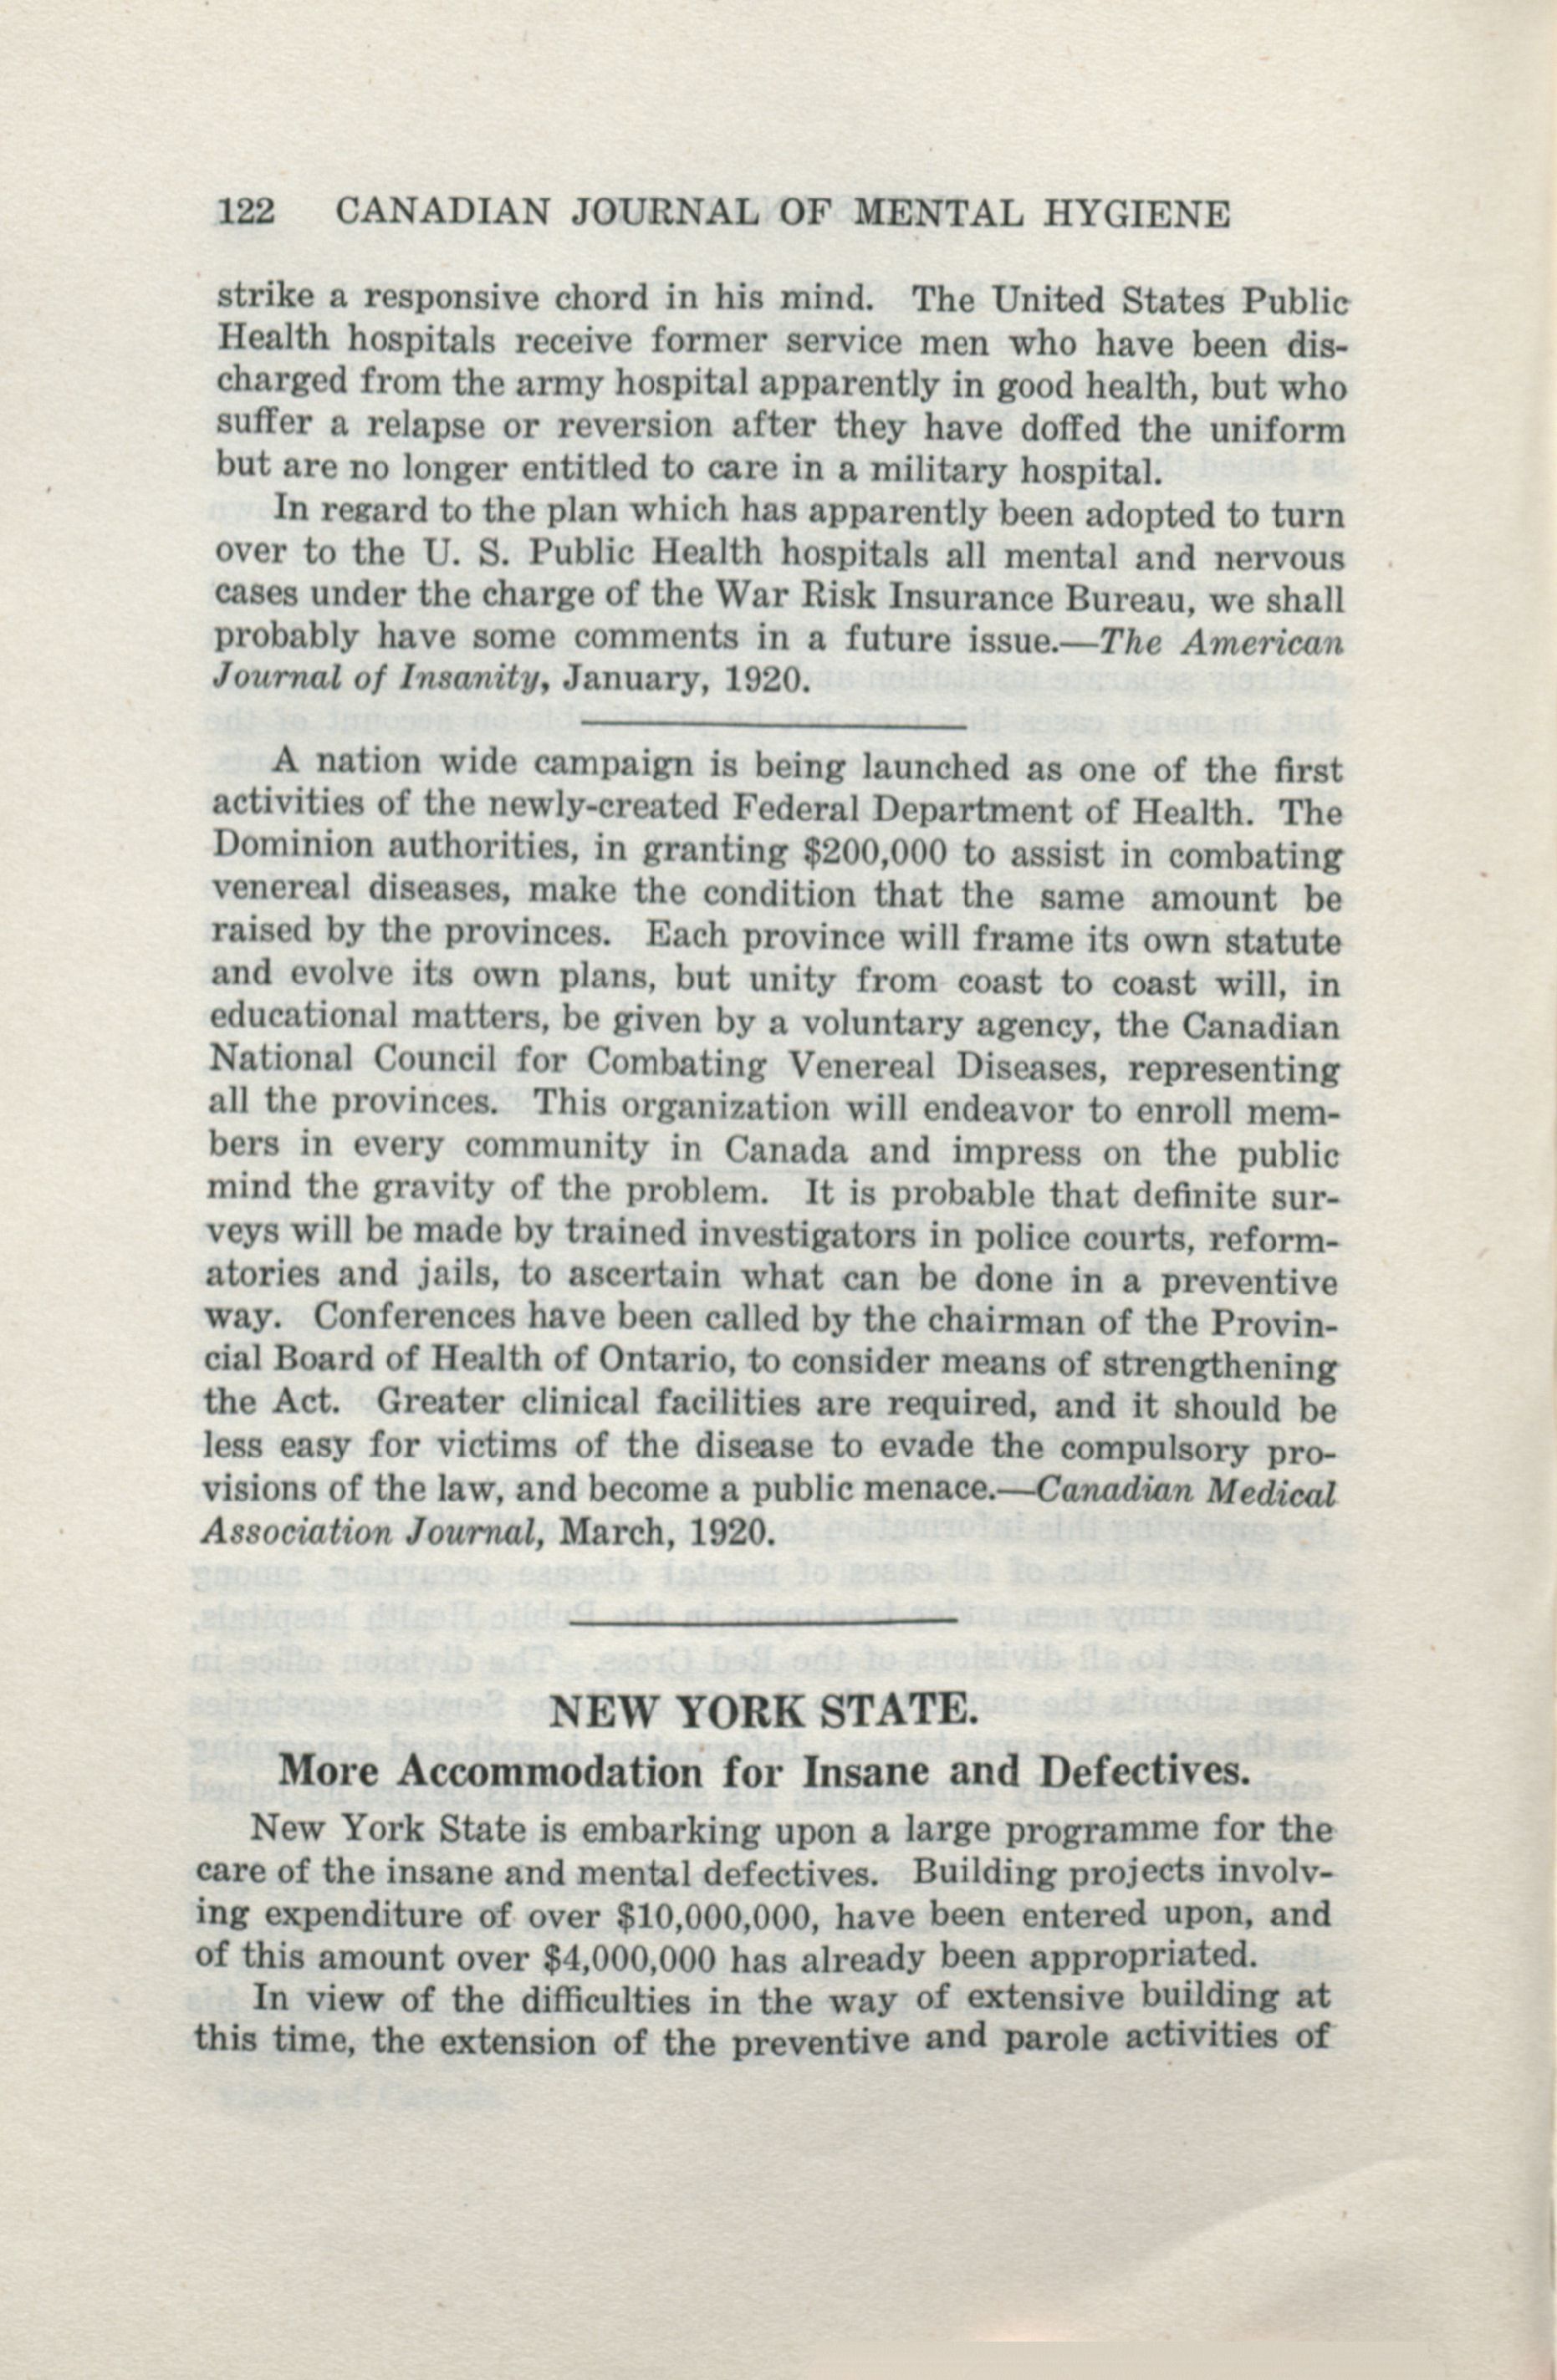 122 CANADIAN JOURNAL OF MENTAL HYGIENE
strike a responsive chord in his mind. The United States Public
Health hospitals receive former service men who have been dis-
charged from the army hospital apparently in good health, but who
suffer a relapse or reversion after they have doffed the uniform
but are no longer entitled to care in a military hospital.
In regard to the plan which has apparently been adopted to turn
over to the U. S. Public Health hospitals all mental and nervous
cases under the charge of the War Risk Insurance Bureau, we shall
probably have some comments in a future issue.—The American
Journal of Insanity, January, 1920.
A nation wide campaign is being launched as one of the first
activities of the newly-created Federal Department of Health. The
Dominion authorities, in granting $200,000 to assist in combating
venereal diseases, make the condition that the same amount be
raised by the provinces. Each province will frame its own statute
and evolve its own plans, but unity from coast to coast will, in
educational matters, be given by a voluntary agency, the Canadian
National Council for Combating Venereal Diseases, representing
all the provinces. This organization will endeavor to enroll mem-
bers in every community in Canada and impress on the public
mind the gravity of the problem. It is probable that definite sur-
veys will be made by trained investigators in police courts, reform-
atories and jails, to ascertain what can be done in a preventive
way. Conferences have been called by the chairman of the Provin-
cial Board of Health of Ontario, to consider means of strengthening
the Act. Greater clinical facilities are required, and it should be
less easy for victims of the disease to evade the compulsory pro-
visions of the law, and become a public menace.—Canadian Medical
Association Journal, March, 1920.
NEW YORK STATE.
More Accommodation for Insane and Defectives.
New York State is embarking upon a large programme for the
care of the insane and mental defectives. Building projects involv-
ing expenditure of over $10,000,000, have been entered upon, and
of this amount over $4,000,000 has already been appropriated.
In view of the difficulties in the way of extensive building at
this time, the extension of the preventive and parole activities of